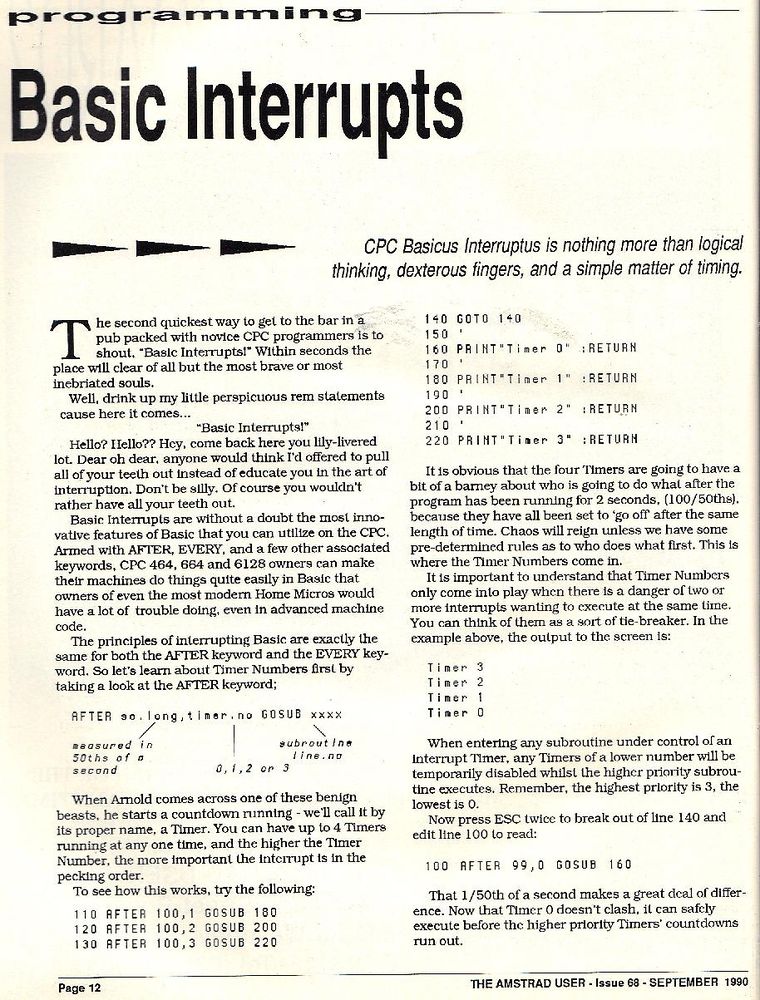 programming
Basic Interrupts
CPC Basicus Interruptus is nothing more than logical
thinking, dexterous fingers, and a simple matter of timing.
The second quickest way to get to the bar in a
pub packed with novice CPC programmers is to
shout, "Basic Interrupts!" Within seconds the
place will clear of all but the most brave or most
inebriated souls.
Well, drink up my little perspicuous rem statements
cause here it comes...
"Basic Interrupts!"
Hello? Hello?? Hey, come back here you lily-livered
lot. Dear oh dear, anyone would think I'd offered to pull
all of your teeth out instead of educate you in the art of
interruption. Don't be silly. Of course you wouldn't
rather have all your teeth out.
Basic Interrupts are without a doubt the most inno-
vative features of Basic that you can utilize on the CPC.
Armed with AFTER, EVERY, and a few other associated
keywords, CPC 464, 664 and 6128 owners can make
their machines do things quite easily in Basic that
owners of even the most modern Home Micros would
have a lot of trouble doing, even in advanced machine
code.
The principles of interrupting Basic are exactly the
same for both the AFTER keyword and the EVERY key-
word. So let's learn about Timer Numbers first by
taking a look at the AFTER keyword;
AFTER so.long,timer.no GOSUB xxxx
measured in
50ths of a
second
0,1,2 or 3
subroutine
line.no
When Arnold comes across one of these benign
beasts, he starts a countdown running - we'll call it by
its proper name, a Timer. You can have up to 4 Timers
running at any one time, and the higher the Timer
Number, the more important the interrupt is in the
pecking order.
To see how this works, try the following:
110 AFTER 100,1 GOSUB 180
120 AFTER 100,2 GOSUB 200
130 AFTER 100,3 GOSUB 220
140 GOTO 140
150 '
160 PRINT"Timer 0" :RETURN
170 '
180 PRINT"Timer 1" :RETURN
190 '
200 PRINT"Timer 2" :RETURN
210 '
220 PRINT"Timer 3" :RETURN
It is obvious that the four Timers are going to have a
bit of a barney about who is going to do what after the
program has been running for 2 seconds, (100/50ths),
because they have all been set to 'go off' after the same
length of time. Chaos will reign unless we have some
pre-determined rules as to who does what first. This is
where the Timer Numbers come in.
It is important to understand that Timer Numbers
only come into play when there is a danger of two or
more interrupts wanting to execute at the same time.
You can think of them as a sort of tie-breaker. In the
example above, the output to the screen is:
Timer 3
Timer 2
Timer 1
Timer 0
When entering any subroutine under control of an
interrupt Timer, any Timers of a lower number will be
temporarily disabled whilst the higher priority subrou-
tine executes. Remember, the highest priority is 3, the
lowest is 0.
Now press ESC twice to break out of line 140 and
edit line 100 to read:
100 AFTER 99,0 GOSUB 160
That 1/50th of a second makes a great deal of differ-
ence. Now that Timer 0 doesn't clash, it can safely
execute before the higher priority Timers' countdowns
run out.
Page 12
THE AMSTRAD USER - Issue 68 - SEPTEMBER 1990